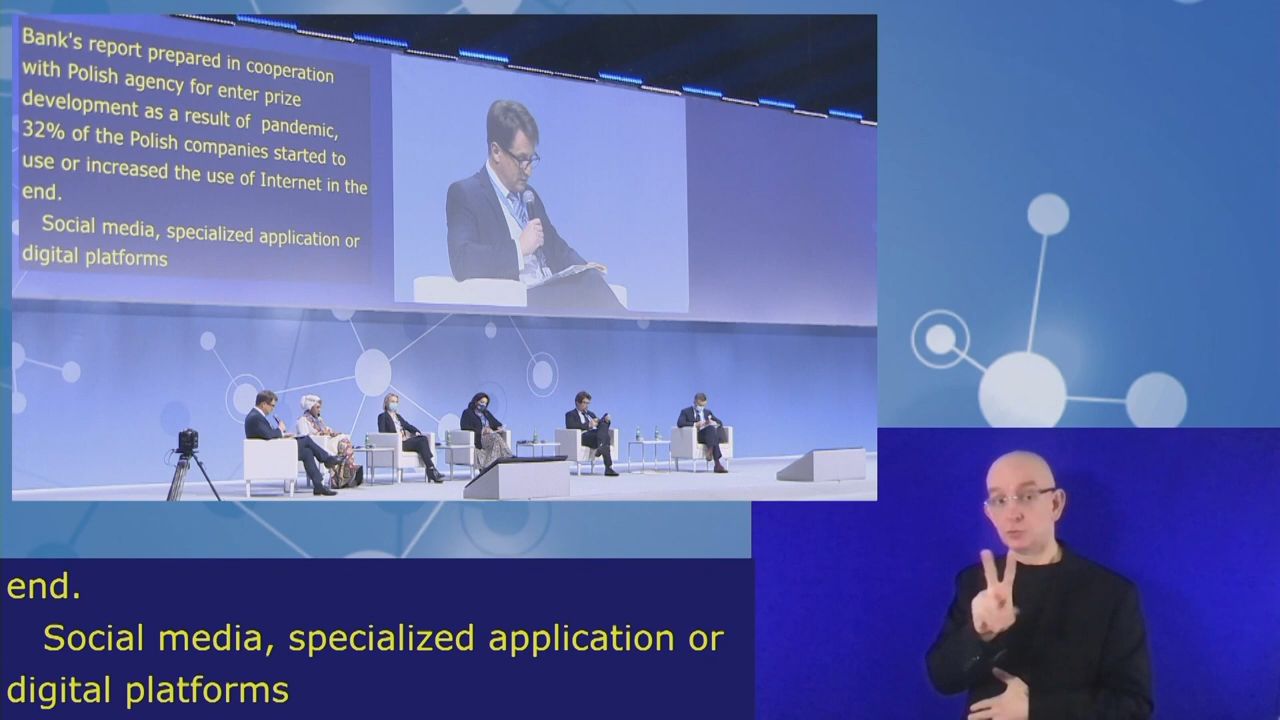 Bank's report prepared in cooperation
with Polish agency for enter prize
development as a result of  pandemic,
32% of the Polish companies started to
use or increased the use of Internet in the
end.
Social media, specialized application or
digital platforms
end.
Social media, specialized application or
digital platforms